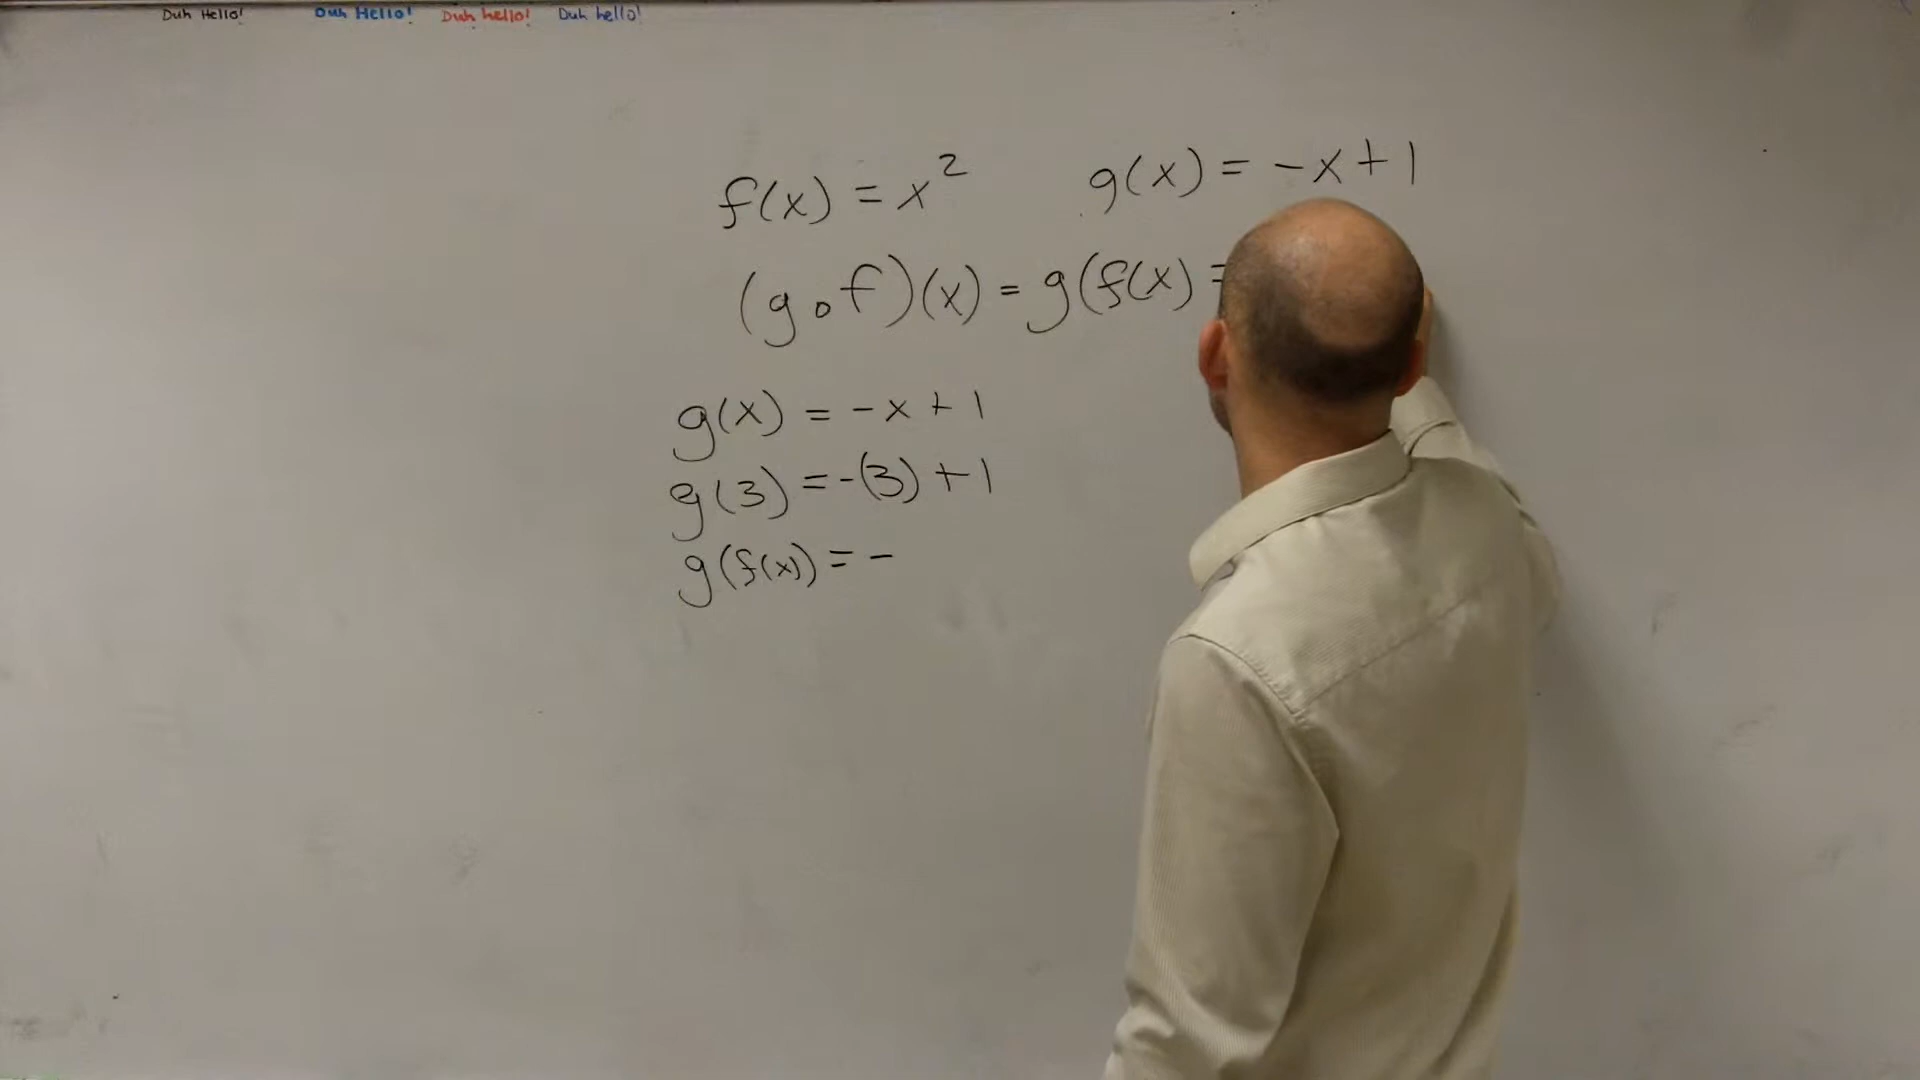 Duh Hello! Duh Hello! Duh hello! Duh hello!
f(x) = x² g(x) = -x + 1
(g∘f)(x) = g(f(x) =
g(x) = -x + 1
g(3) = -(3) + 1
g(f(x)) = -